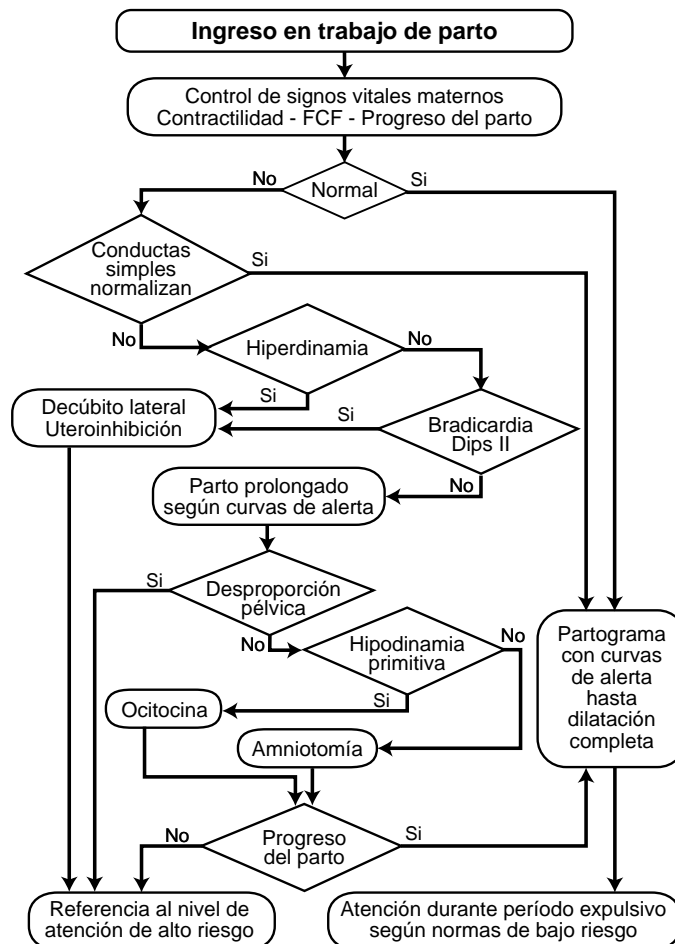 Ingreso en trabajo de parto
Control de signos vitales maternos
Contractilidad - FCF - Progreso del parto
No
Normal
Si
Conductas
simples
normalizan
Si
No
Hiperdinamia
No
Si
Decúbito lateral
Uteroinhibición
Si
Bradicardia
Dips II
No
Parto prolongado
según curvas de alerta
Si
Desproporción
pélvica
No
Hipodinamia
primitiva
No
Si
Partograma
con curvas
de alerta
hasta
dilatación
completa
Ocitocina
Amniotomía
No
Progreso
del parto
Si
Referencia al nivel de
atención de alto riesgo
Atención durante período expulsivo
según normas de bajo riesgo